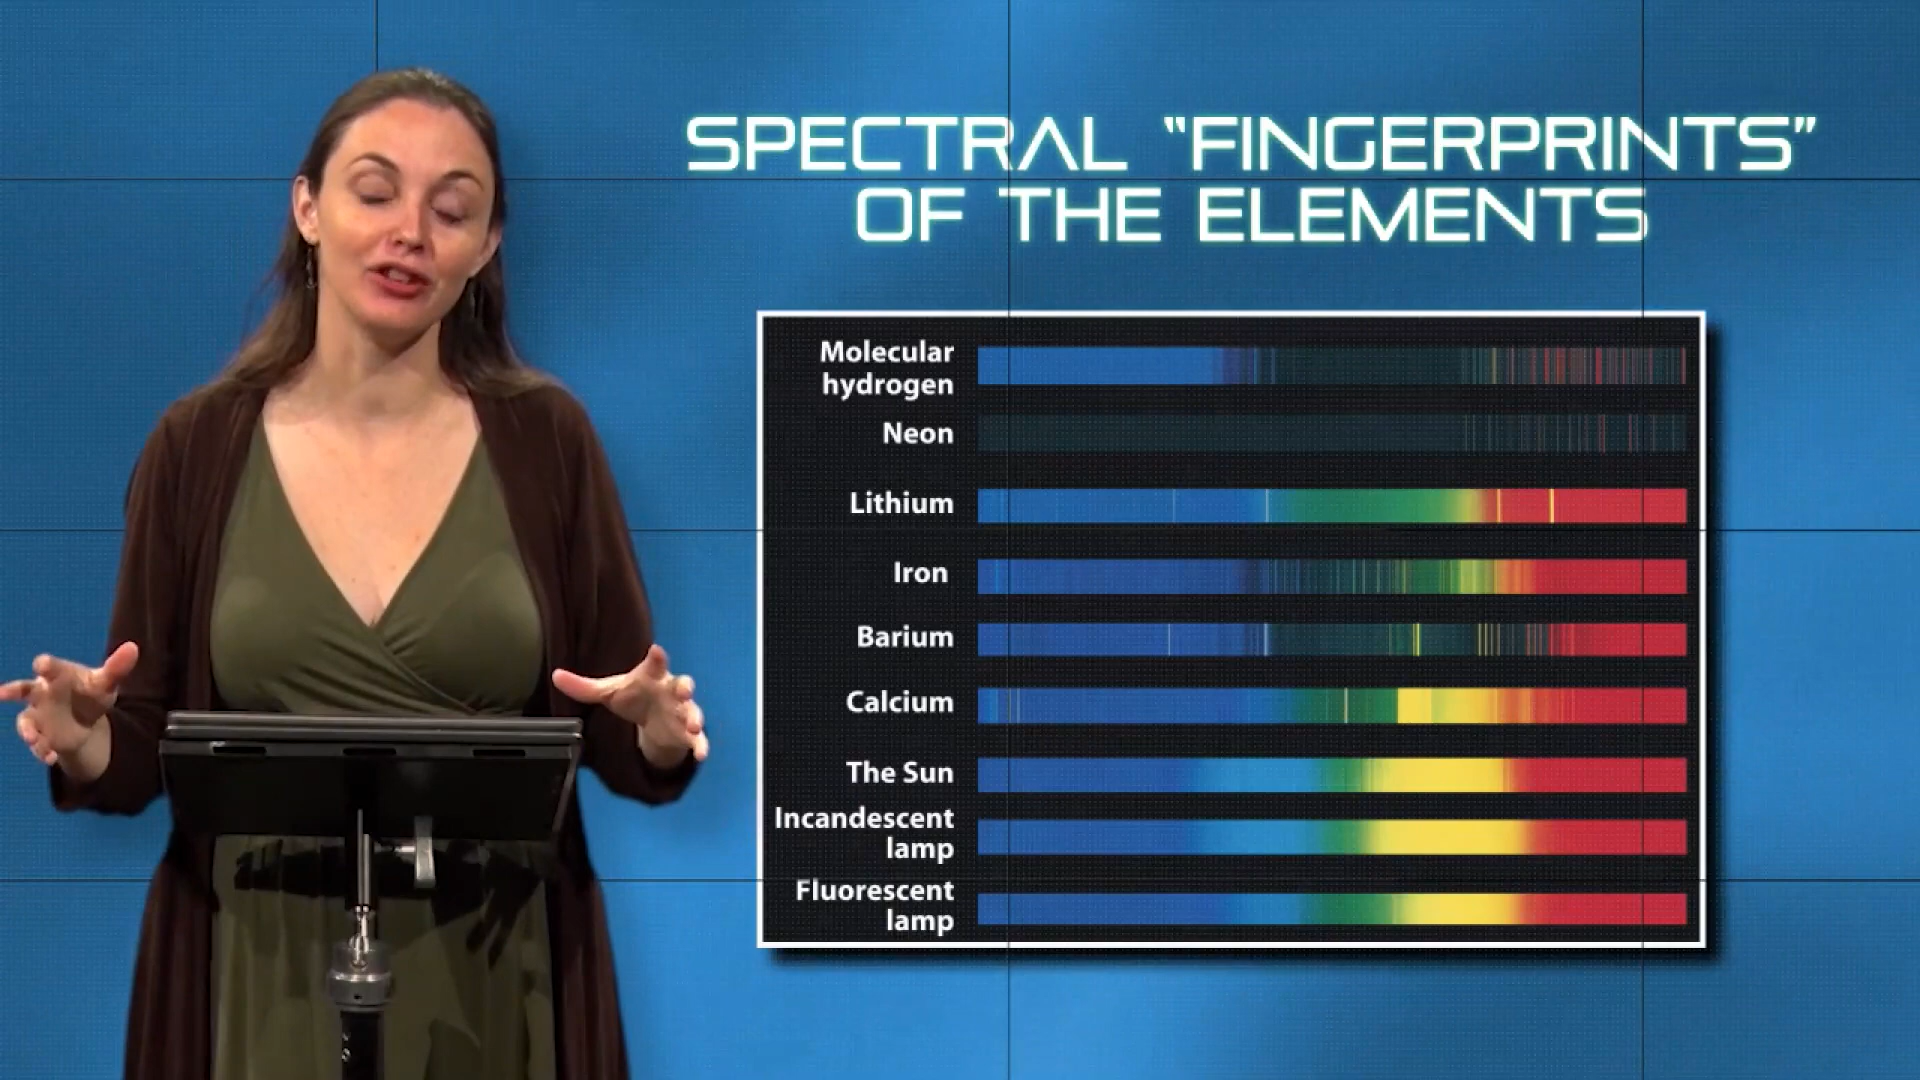 SPECTRAL “FINGERPRINTS”
OF THE ELEMENTS
Molecular
hydrogen
Neon
Lithium
Iron
Barium
Calcium
The Sun
Incandescent
lamp
Fluorescent
lamp